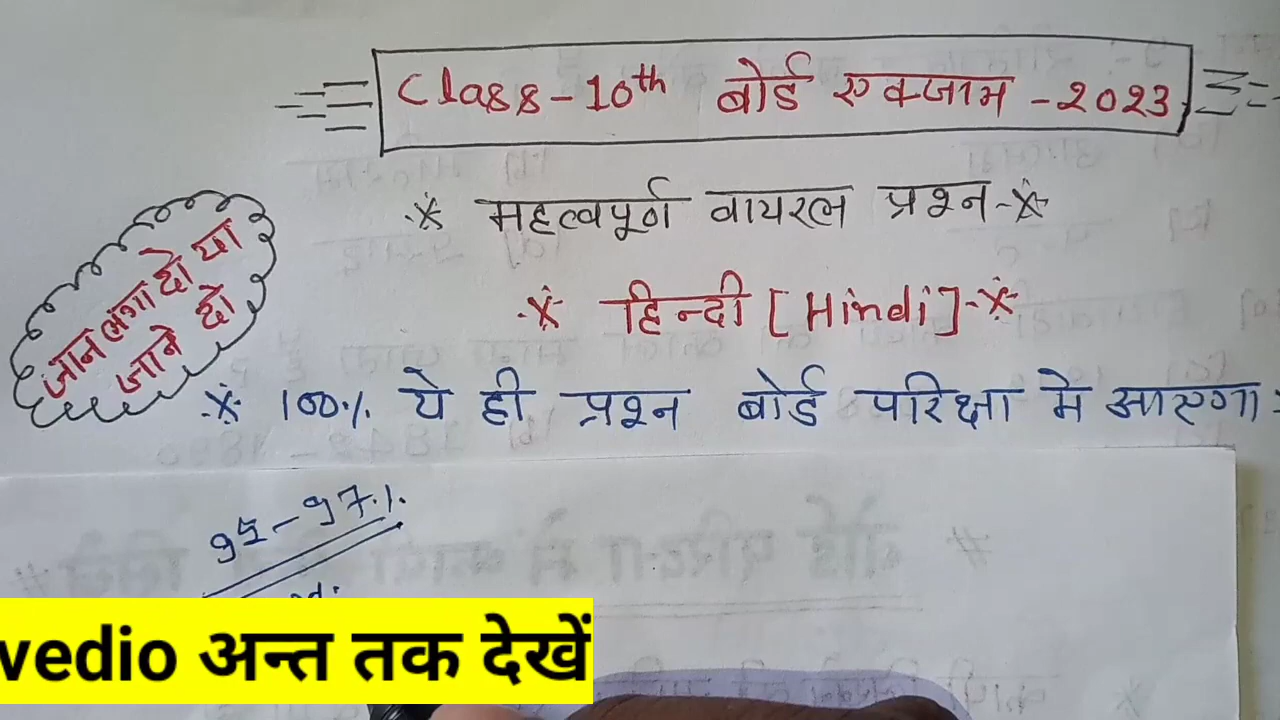 Class-10th बोर्ड एक्जाम -2023
महत्वपूर्ण वायरल प्रश्न
हिन्दी [Hindi]
जान लगा दो या
जाने दो
100% ये ही प्रश्न बोर्ड परिक्षा मे आएगा
95-97%
vedio अन्त तक देखें